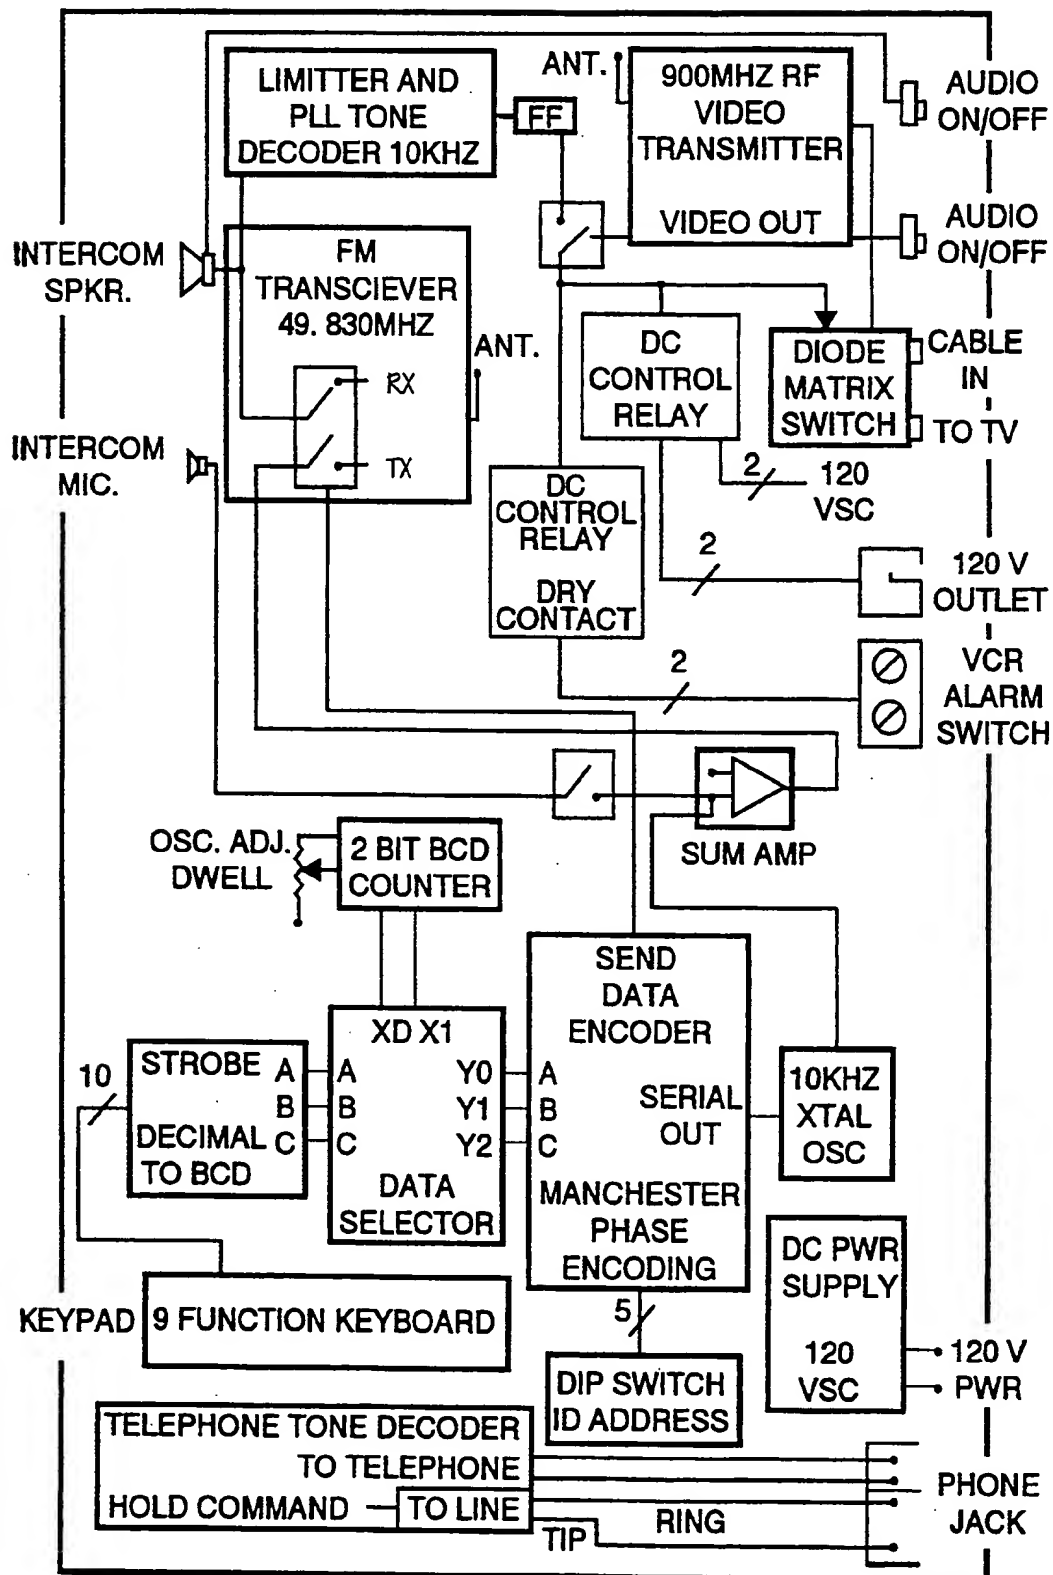 LIMITTER AND
PLL TONE
DECODER 10KHZ
FF
ANT.
900MHZ RF
VIDEO
TRANSMITTER
VIDEO OUT
AUDIO
ON/OFF
AUDIO
ON/OFF
INTERCOM
SPKR.
FM
TRANSCIEVER
49. 830MHZ
RX
TX
ANT.
INTERCOM
MIC.
DC
CONTROL
RELAY
DIODE
MATRIX
SWITCH
CABLE
IN
TO TV
2
120
VSC
DC
CONTROL
RELAY
DRY
CONTACT
2
120 V
OUTLET
2
VCR
ALARM
SWITCH
SUM AMP
OSC. ADJ.
DWELL
2 BIT BCD
COUNTER
10
STROBE
A
B
C
DECIMAL
TO BCD
XD X1
A
B
C
Y0
Y1
Y2
DATA
SELECTOR
SEND
DATA
ENCODER
A
B
C
SERIAL
OUT
MANCHESTER
PHASE
ENCODING
10KHZ
XTAL
OSC
5
DIP SWITCH
ID ADDRESS
DC PWR
SUPPLY
120
VSC
120 V
PWR
KEYPAD
9 FUNCTION KEYBOARD
TELEPHONE TONE DECODER
TO TELEPHONE
HOLD COMMAND
TO LINE
TIP
RING
PHONE
JACK